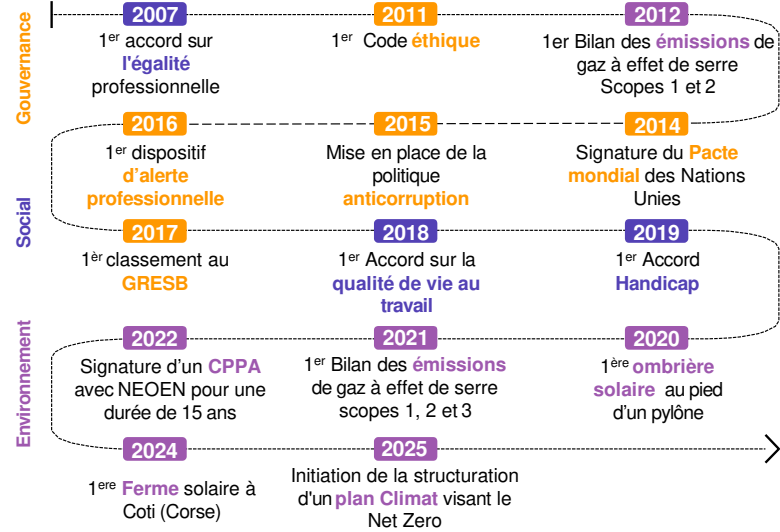 Gouvernance
Social
Environnement
2007
1er accord sur
l'égalité
professionnelle
2011
1er Code éthique
2012
1er Bilan des émissions de
gaz à effet de serre
Scopes 1 et 2
2016
1er dispositif
d'alerte
professionnelle
2015
Mise en place de la
politique
anticorruption
2014
Signature du Pacte
mondial des Nations
Unies
2017
1èr classement au
GRESB
2018
1er Accord sur la
qualité de vie au
travail
2019
1er Accord
Handicap
2022
Signature d'un CPPA
avec NEOEN pour une
durée de 15 ans
2021
1er Bilan des émissions
de gaz à effet de serre
scopes 1, 2 et 3
2020
1ère ombrière
solaire au pied
d'un pylône
2024
1ere Ferme solaire à
Coti (Corse)
2025
Initiation de la structuration
d'un plan Climat visant le
Net Zero